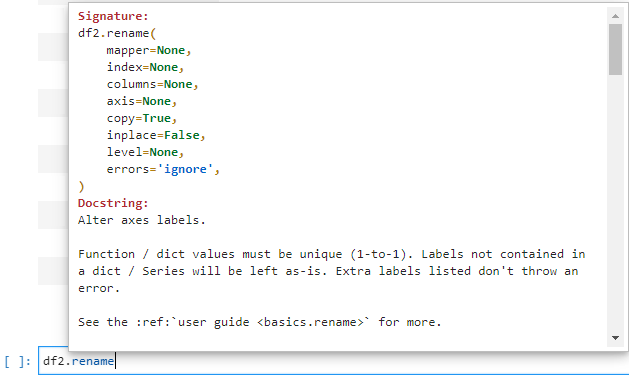 Signature:
df2.rename(
    mapper=None,
    index=None,
    columns=None,
    axis=None,
    copy=True,
    inplace=False,
    level=None,
    errors='ignore',
)
Docstring:
Alter axes labels.

Function / dict values must be unique (1-to-1). Labels not contained in
a dict / Series will be left as-is. Extra labels listed don't throw an
error.

See the :ref:`user guide <basics.rename>` for more.
[ ]: df2.rename